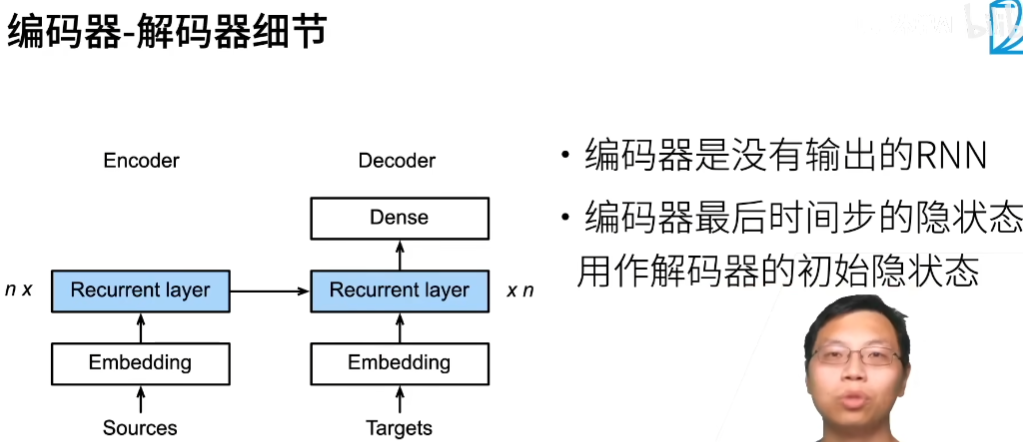 编码器-解码器细节
Encoder
Decoder
Dense
n x
Recurrent layer
Recurrent layer
x n
Embedding
Embedding
Sources
Targets
• 编码器是没有输出的RNN
• 编码器最后时间步的隐状态
用作解码器的初始隐状态